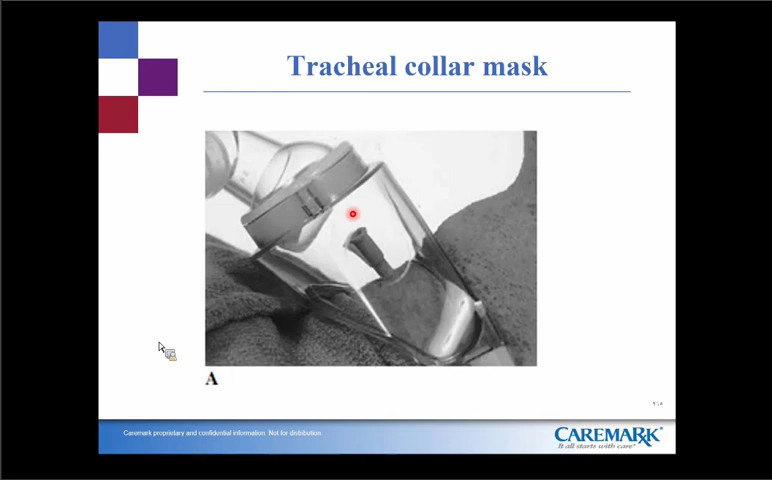 Tracheal collar mask
A
Caremark proprietary and confidential information. Not for distribution.
CAREMARK®
It all starts with care®